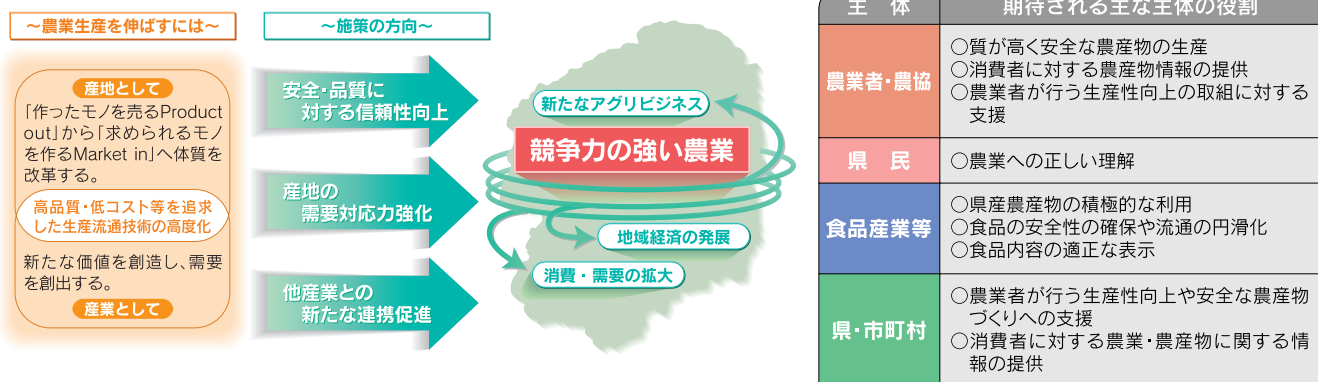 ～農業生産を伸ばすには～
産地として
「作ったモノを売るProduct
out」から「求められるモノ
を作るMarket in」へ体質を
改革する。
高品質・低コスト等を追求
した生産流通技術の高度化
新たな価値を創造し、需要
を創出する。
産業として
～施策の方向～
安全・品質に
対する信頼性向上
産地の
需要対応力強化
他産業との
新たな連携促進
新たなアグリビジネス
競争力の強い農業
地域経済の発展
消費・需要の拡大
主　体
期待される主な主体の役割
農業者・農協
○質が高く安全な農産物の生産
○消費者に対する農産物情報の提供
○農業者が行う生産性向上の取組に対する
支援
県　民
○農業への正しい理解
食品産業等
○県産農産物の積極的な利用
○食品の安全性の確保や流通の円滑化
○食品内容の適正な表示
県・市町村
○農業者が行う生産性向上や安全な農産物
づくりへの支援
○消費者に対する農業・農産物に関する情
報の提供